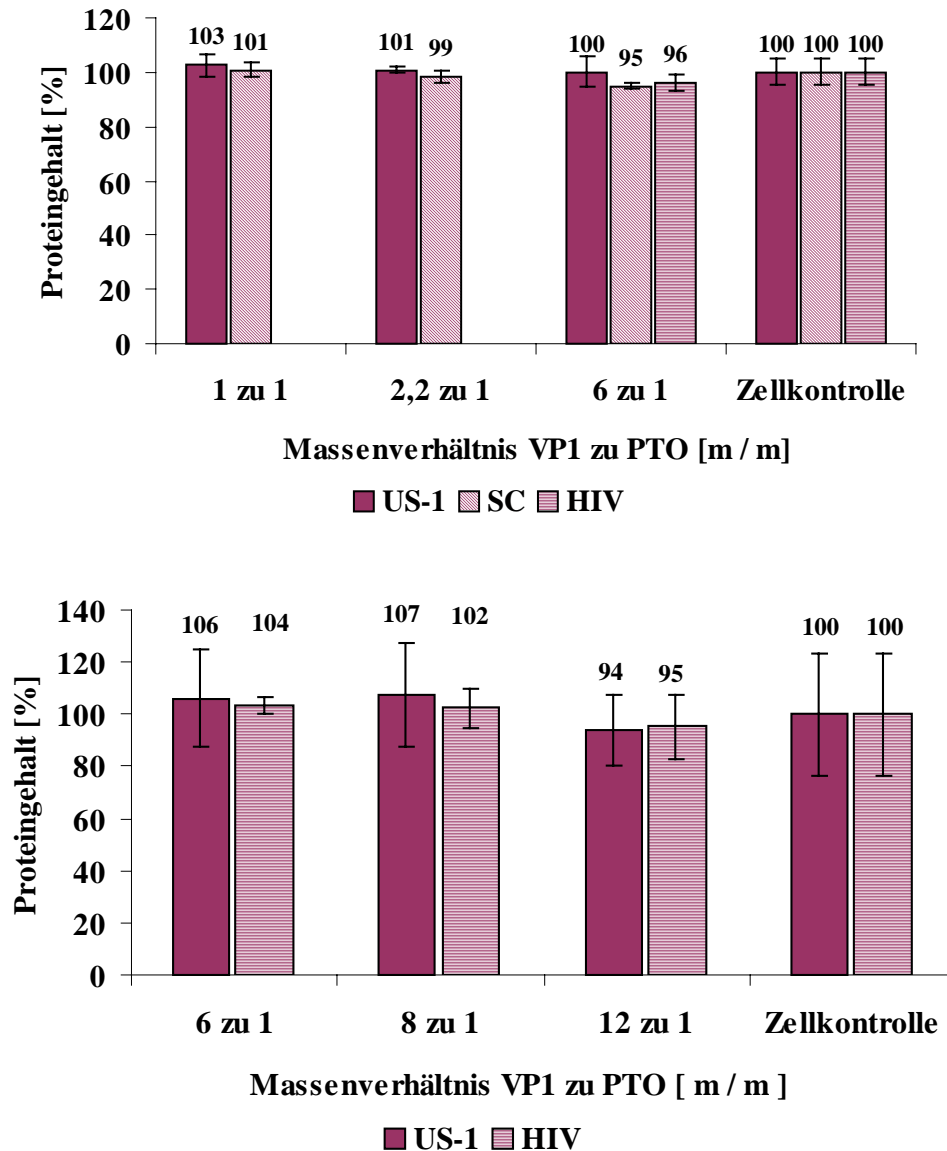 120
103
101
101
99
100
95
96
100
100
100
100
80
60
40
20
0
Proteingehalt [%]
1 zu 1
2,2 zu 1
6 zu 1
Zellkontrolle
Massenverhältnis VP1 zu PTO [m / m]
US-1
SC
HIV
140
106
104
107
102
94
95
100
100
120
100
80
60
40
20
0
Proteingehalt [%]
6 zu 1
8 zu 1
12 zu 1
Zellkontrolle
Massenverhältnis VP1 zu PTO [ m / m ]
US-1
HIV